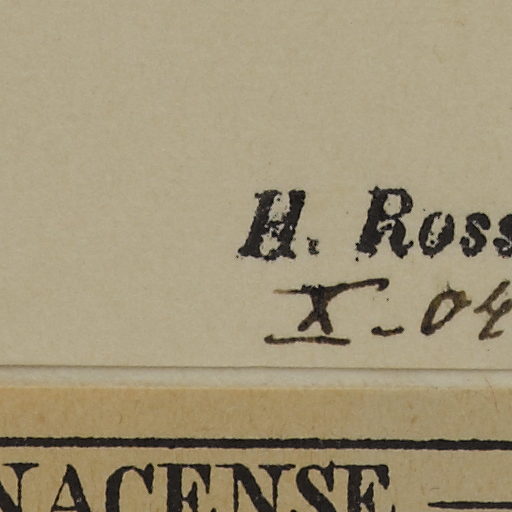 H. Ross
X-04
NACENSE